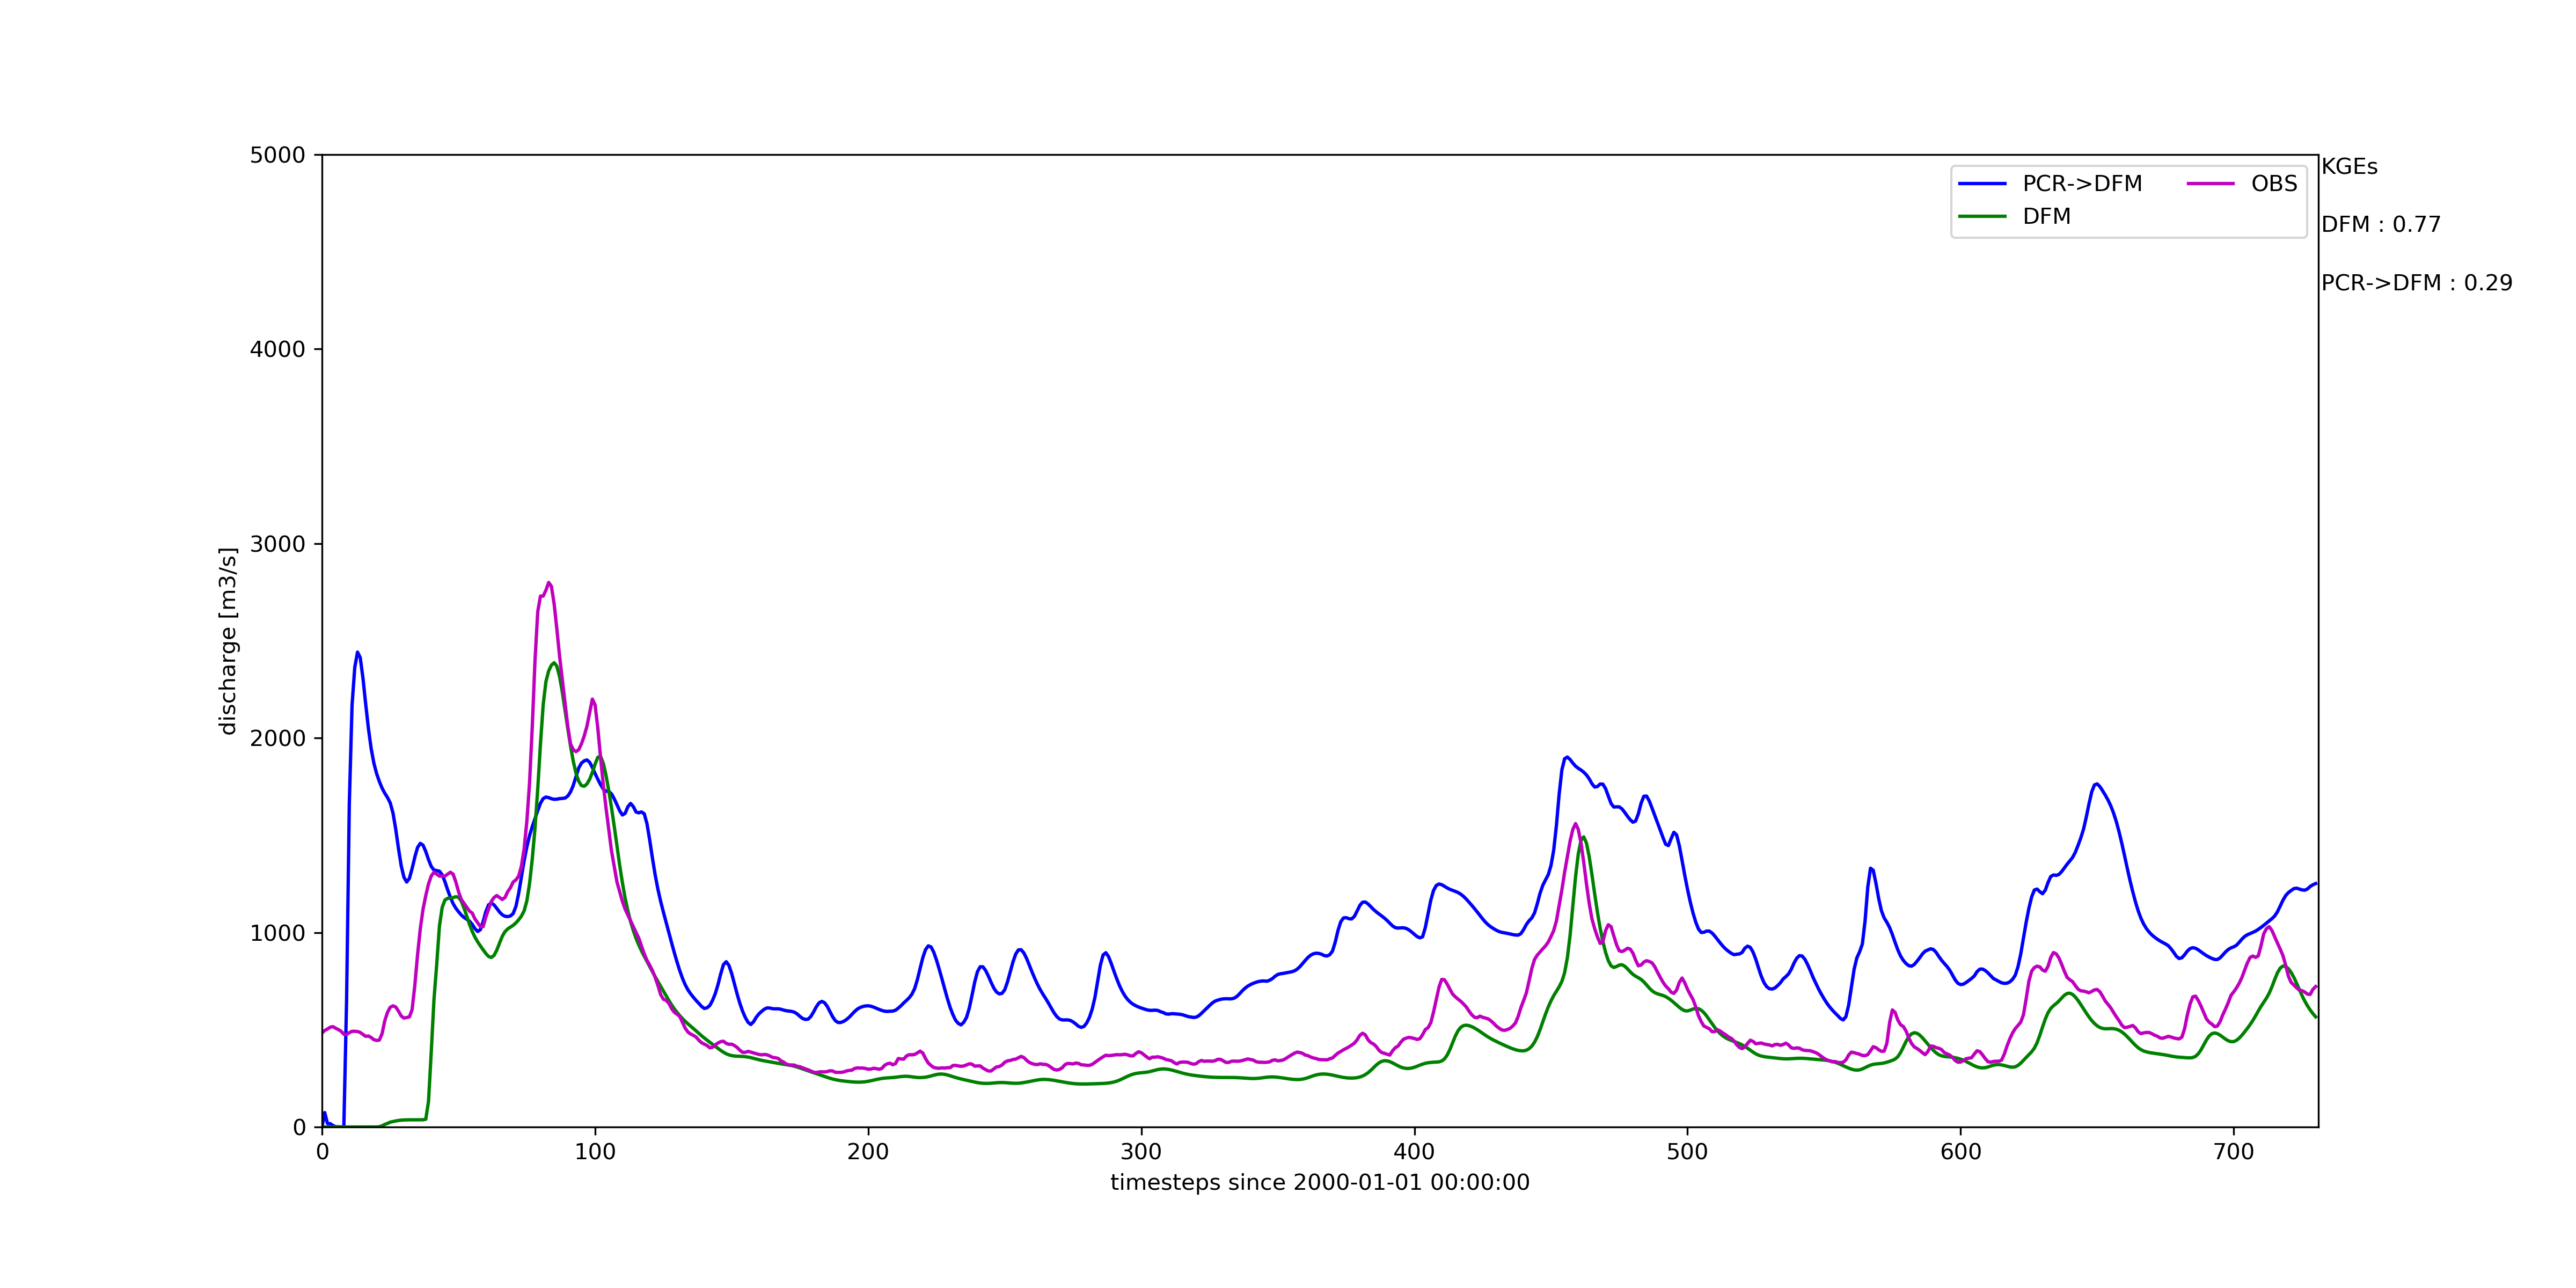 5000
4000
3000
2000
1000
0
discharge [m3/s]
0 100 200 300 400 500 600 700
timesteps since 2000-01-01 00:00:00
PCR->DFM OBS
DFM
KGEs
DFM : 0.77
PCR->DFM : 0.29